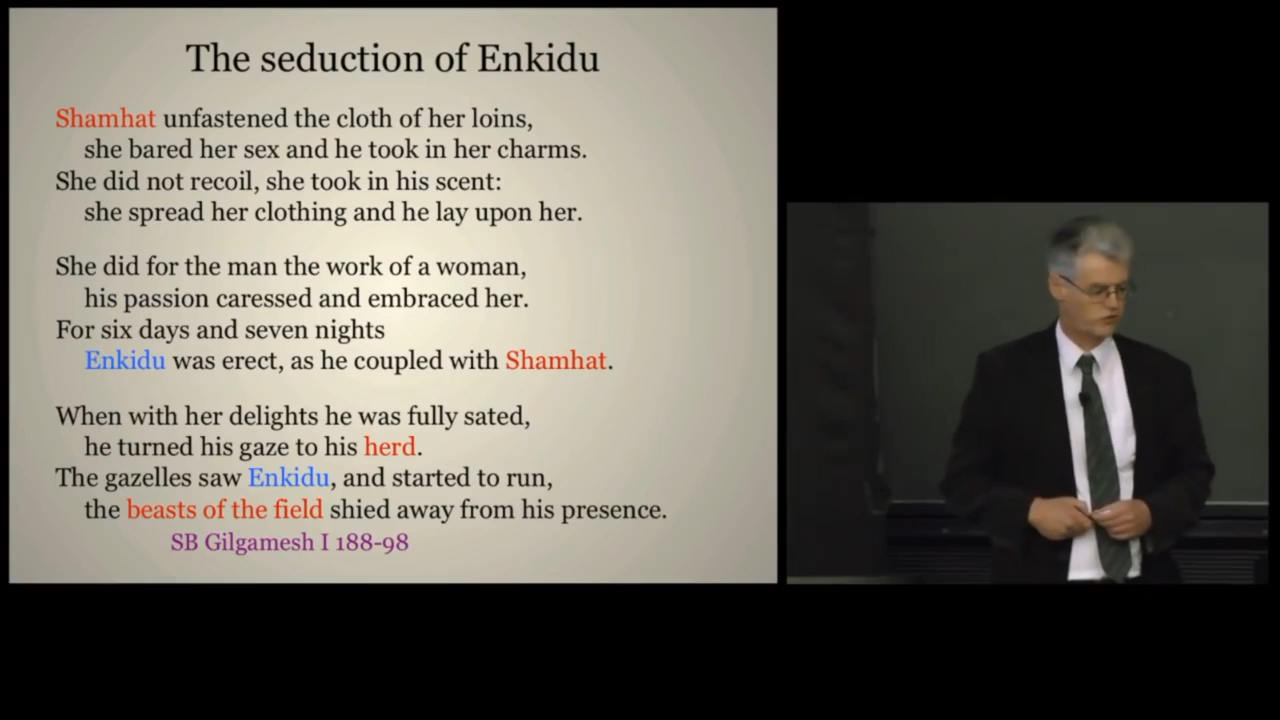 The seduction of Enkidu
Shamhat unfastened the cloth of her loins,
she bared her sex and he took in her charms.
She did not recoil, she took in his scent:
she spread her clothing and he lay upon her.
She did for the man the work of a woman,
his passion caressed and embraced her.
For six days and seven nights
Enkidu was erect, as he coupled with Shamhat.
When with her delights he was fully sated,
he turned his gaze to his herd.
The gazelles saw Enkidu, and started to run,
the beasts of the field shied away from his presence.
SB Gilgamesh I 188-98